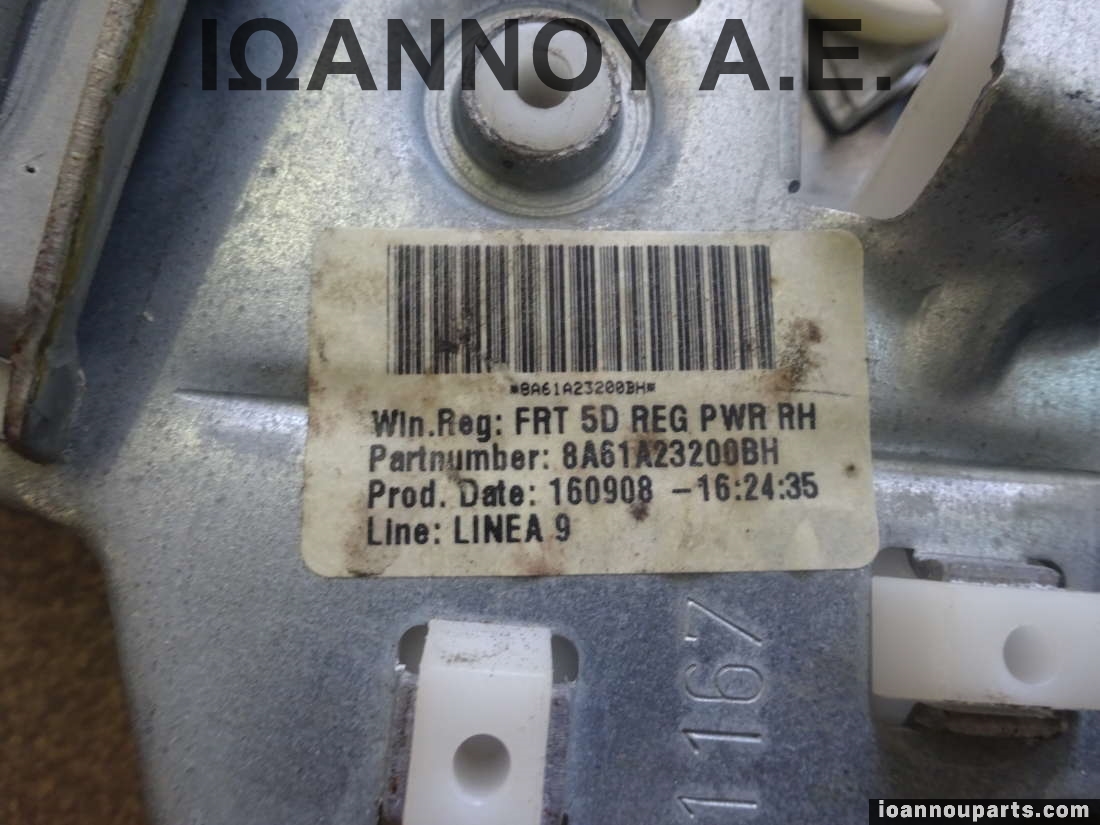 ΙΩΑΝΝΟΥ Α.Ε.
*8A61A23200BH*
Win.Reg: FRT 5D REG PWR RH
Partnumber: 8A61A23200BH
Prod. Date: 160908 -16:24:35
Line: LINEA 9
1167
ioannouparts.com